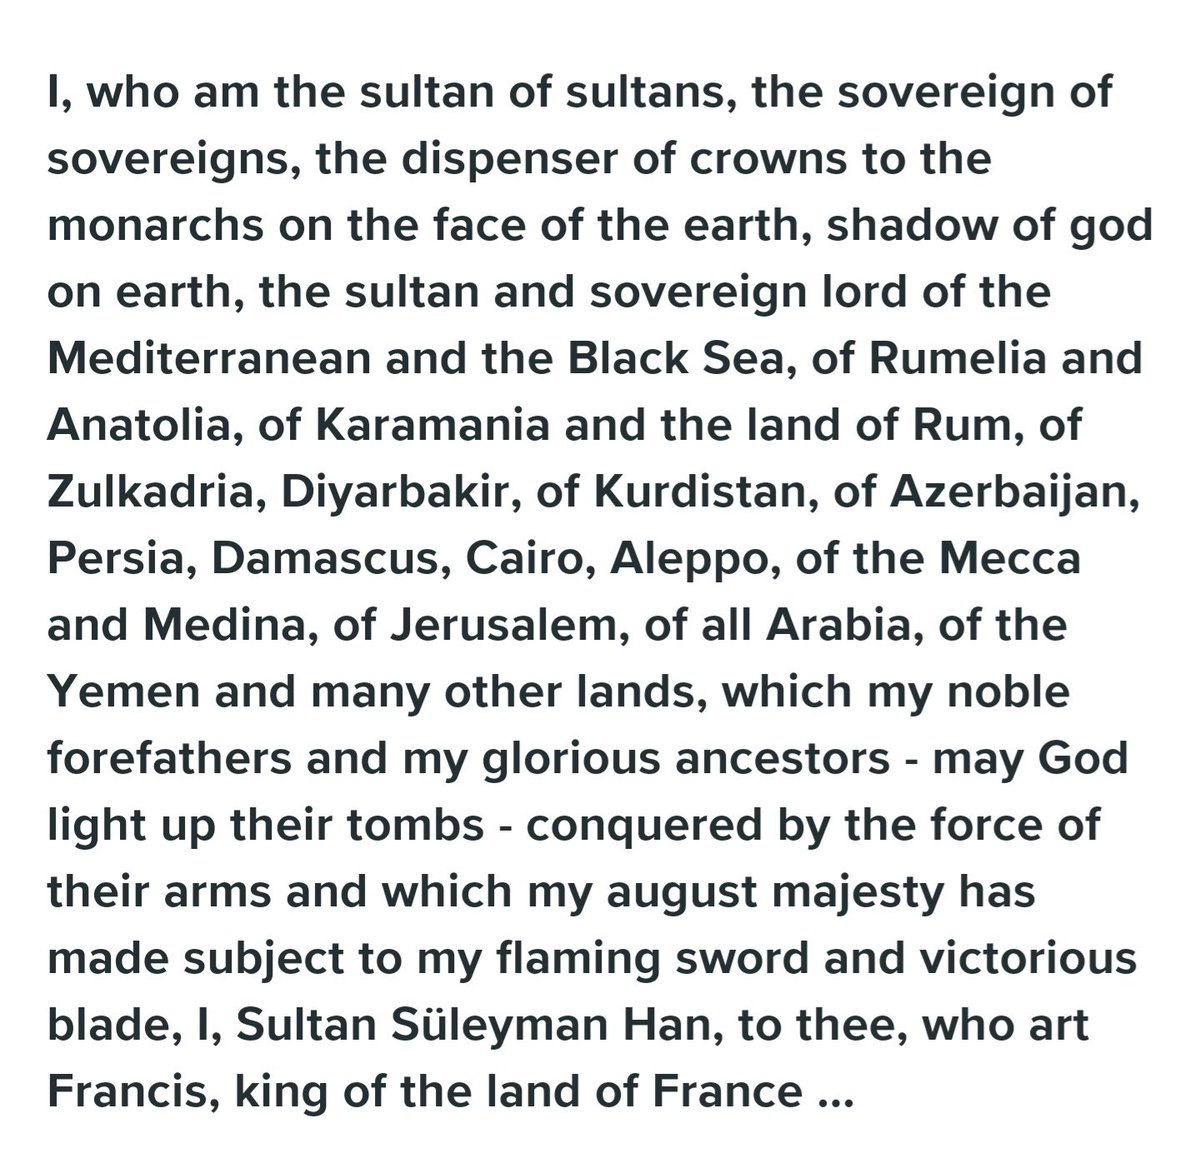 I, who am the sultan of sultans, the sovereign of
sovereigns, the dispenser of crowns to the
monarchs on the face of the earth, shadow of god
on earth, the sultan and sovereign lord of the
Mediterranean and the Black Sea, of Rumelia and
Anatolia, of Karamania and the land of Rum, of
Zulkadria, Diyarbakir, of Kurdistan, of Azerbaijan,
Persia, Damascus, Cairo, Aleppo, of the Mecca
and Medina, of Jerusalem, of all Arabia, of the
Yemen and many other lands, which my noble
forefathers and my glorious ancestors - may God
light up their tombs - conquered by the force of
their arms and which my august majesty has
made subject to my flaming sword and victorious
blade, I, Sultan Süleyman Han, to thee, who art
Francis, king of the land of France ...